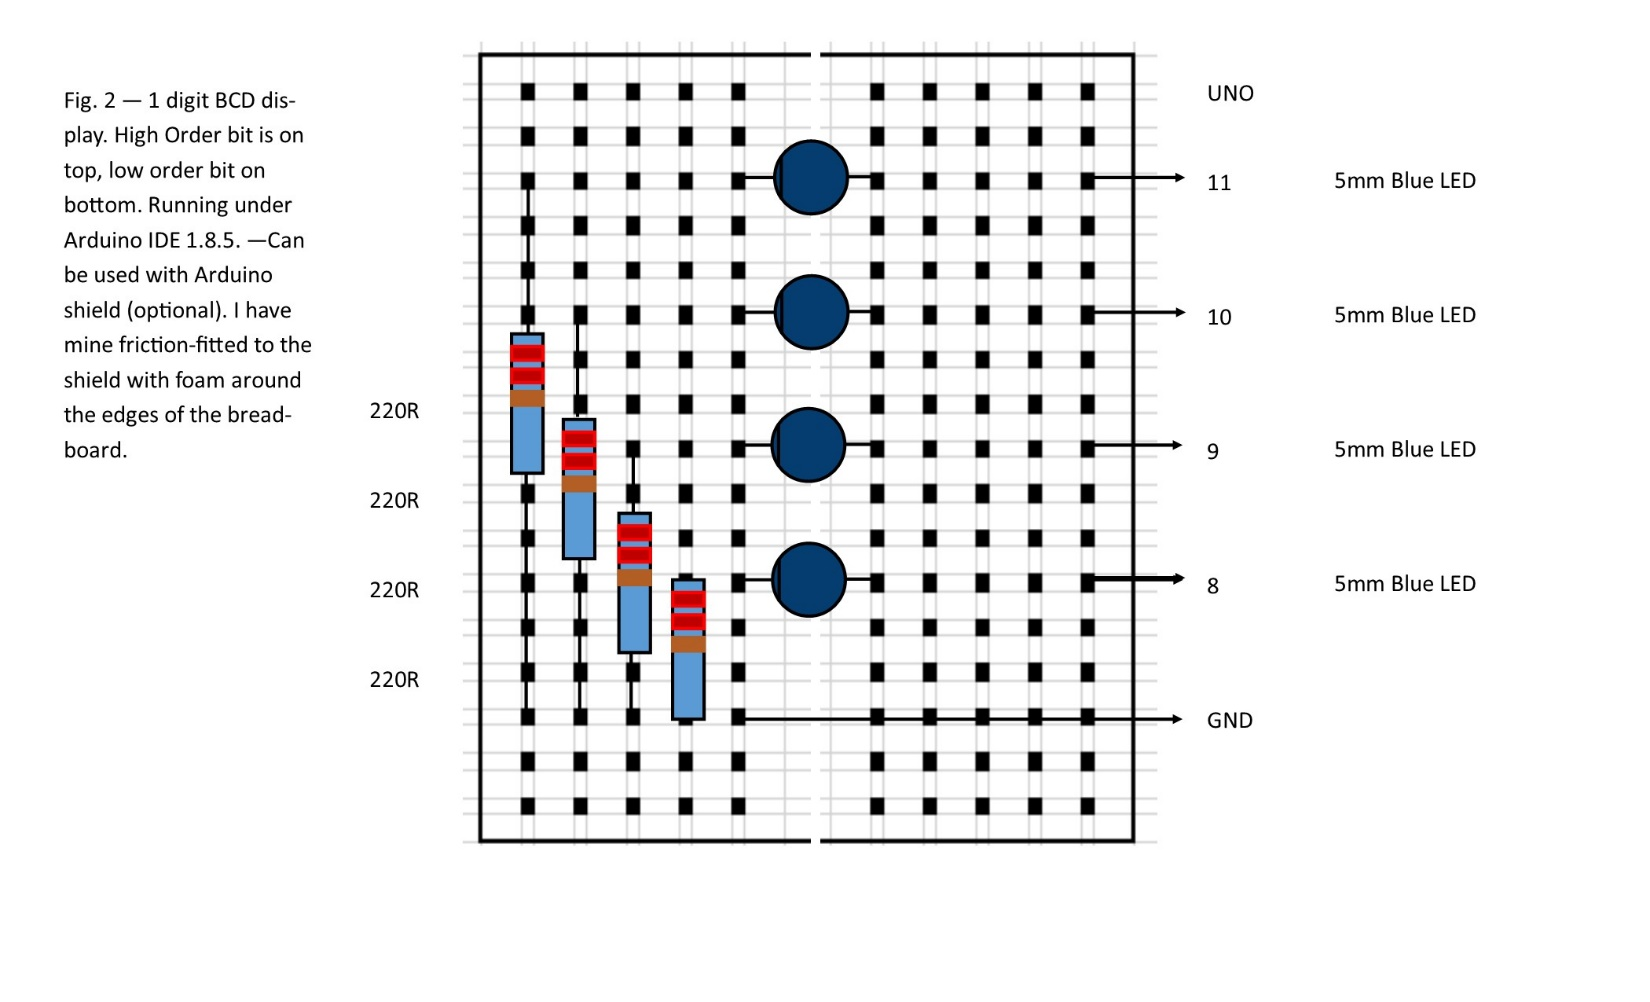 Fig. 2 — 1 digit BCD dis-
play. High Order bit is on
top, low order bit on
bottom. Running under
Arduino IDE 1.8.5. —Can
be used with Arduino
shield (optional). I have
mine friction-fitted to the
shield with foam around
the edges of the bread-
board.
220R
220R
220R
220R
UNO
11
10
9
8
GND
5mm Blue LED
5mm Blue LED
5mm Blue LED
5mm Blue LED